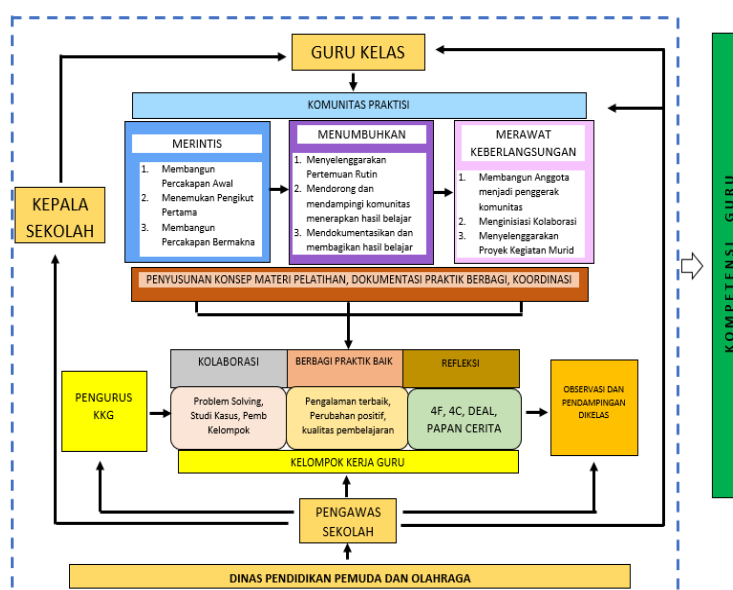 GURU KELAS
KOMUNITAS PRAKTISI
MERINTIS
1. Membangun
Percakapan Awal
2. Menemukan Pengikut
Pertama
3. Membangun
Percakapan Bermakna
MENUMBUHKAN
1. Menyelenggarakan
Pertemuan Rutin
2. Mendorong dan
mendampingi komunitas
menerapkan hasil belajar
3. Mendokumentasikan dan
membagikan hasil belajar
MERAWAT
KEBERLANGSUNGAN
1. Membangun Anggota
menjadi penggerak
komunitas
2. Menginisiasi Kolaborasi
3. Menyelenggarakan
Proyek Kegiatan Murid
KEPALA
SEKOLAH
PENYUSUNAN KONSEP MATERI PELATIHAN, DOKUMENTASI PRAKTIK BERBAGI, KOORDINASI
PENGURUS
KKG
KOLABORASI
Problem Solving,
Studi Kasus, Pemb
Kelompok
BERBAGI PRAKTIK BAIK
Pengalaman terbaik,
Perubahan positif,
kualitas pembelajaran
REFLEKSI
4F, 4C, DEAL,
PAPAN CERITA
OBSERVASI DAN
PENDAMPINGAN
DIKELAS
KELOMPOK KERJA GURU
PENGAWAS
SEKOLAH
DINAS PENDIDIKAN PEMUDA DAN OLAHRAGA
KOMPETENSI GURU